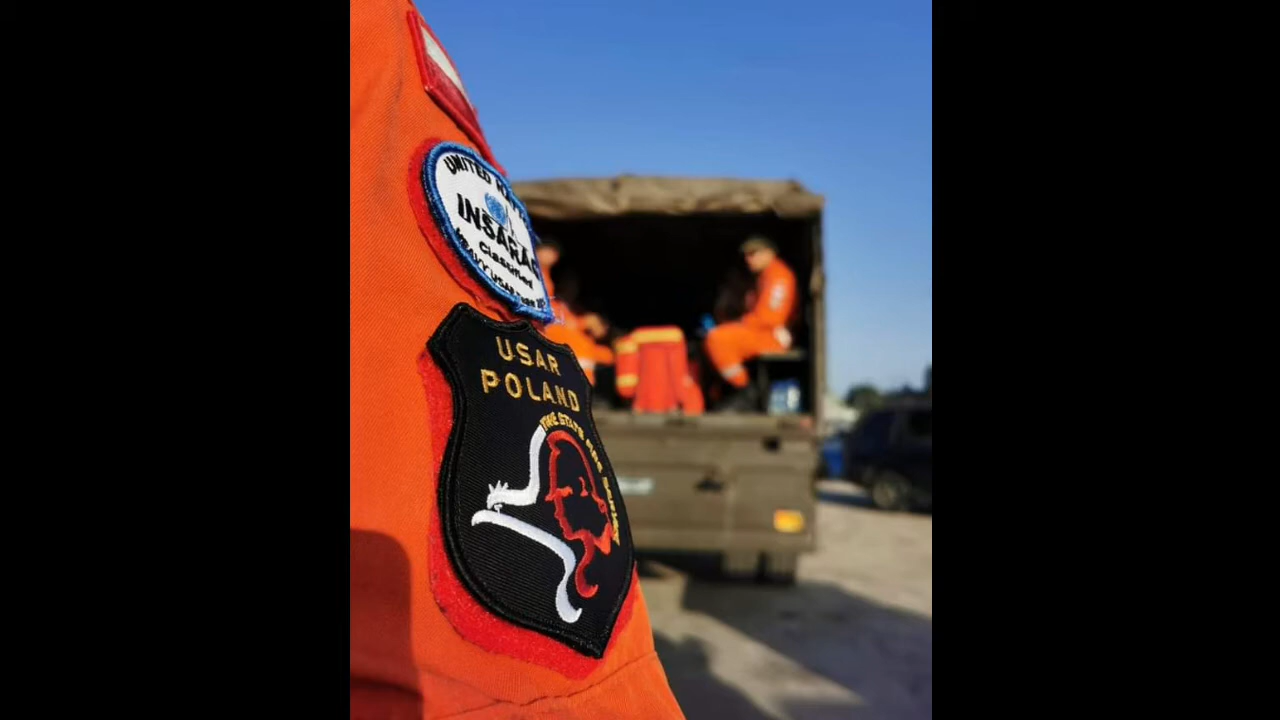 UNITED
INSARAG
Classified
USAR
POLAND
THE STATE FIRE SERVICE